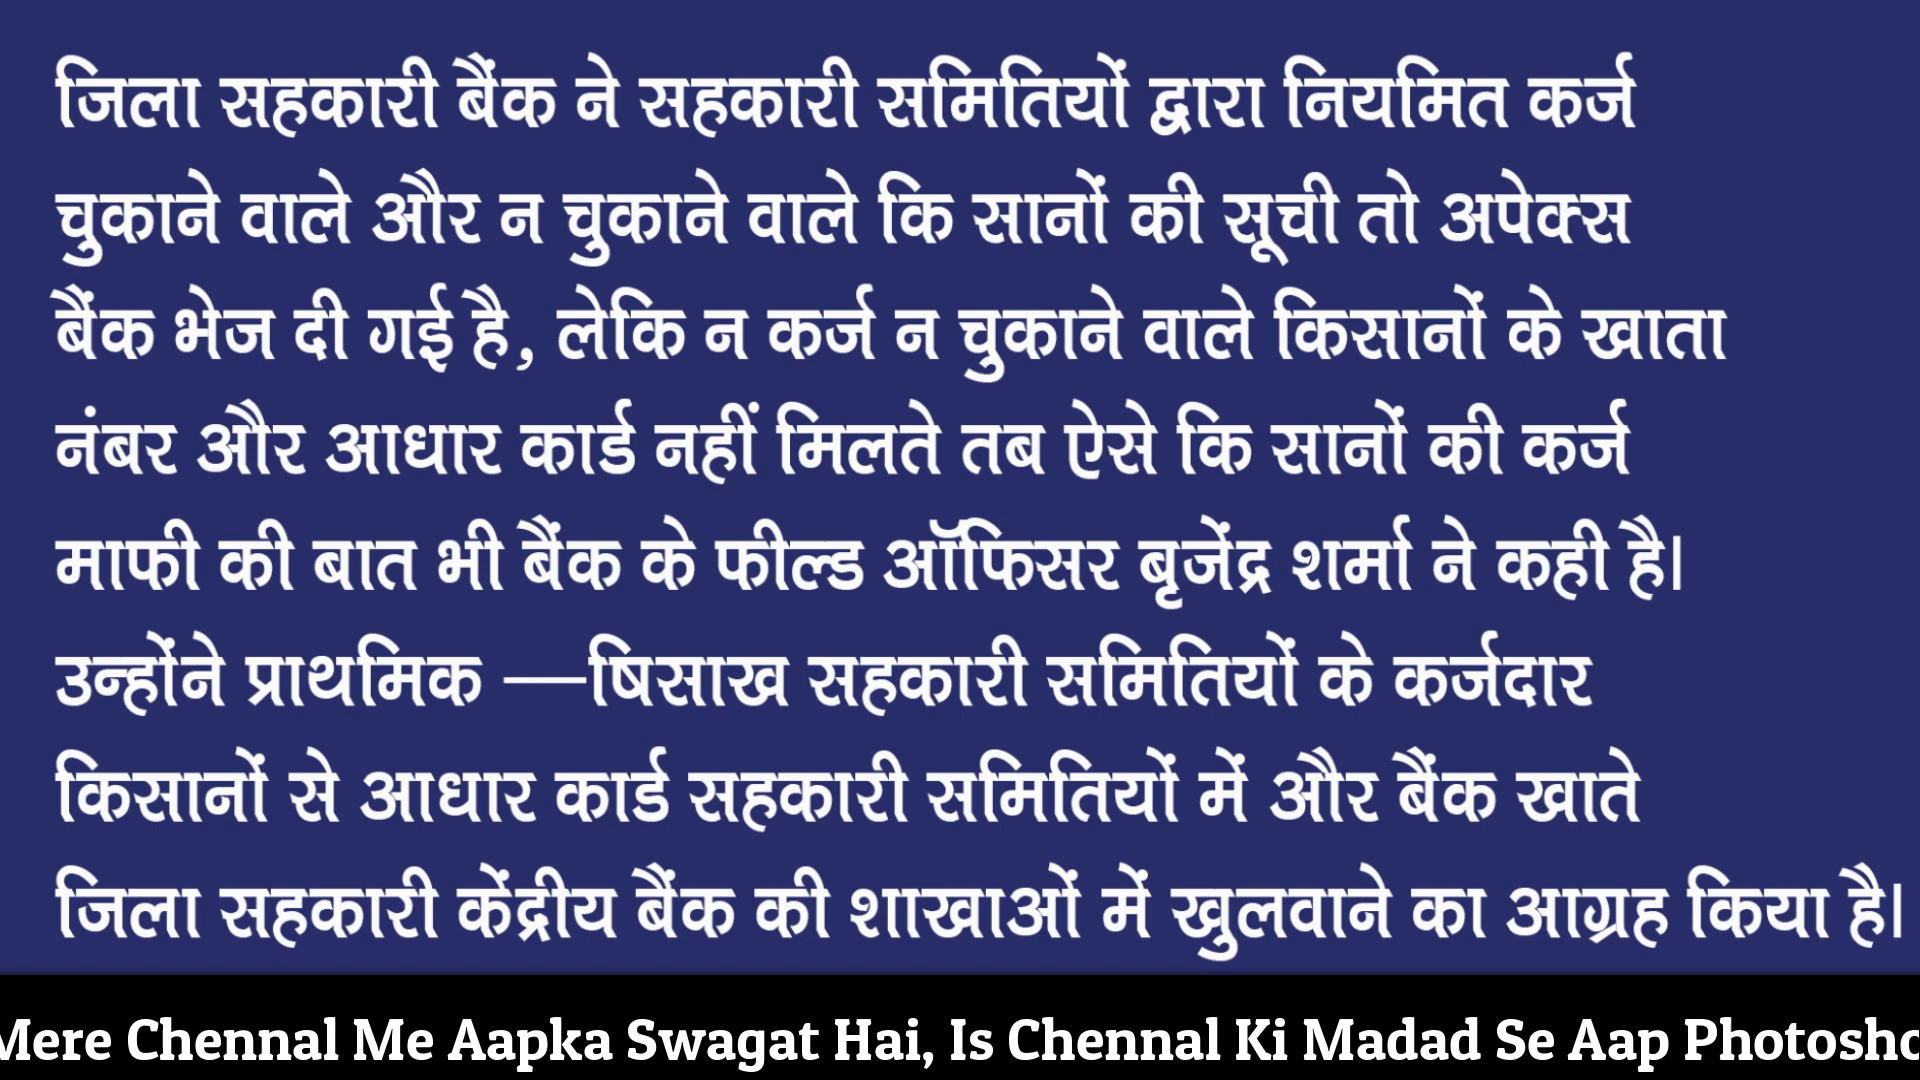 जिला सहकारी बैंक ने सहकारी समितियों द्वारा नियमित कर्ज
चुकाने वाले और न चुकाने वाले कि सानों की सूची तो अपेक्स
बैंक भेज दी गई है, लेकि न कर्ज न चुकाने वाले किसानों के खाता
नंबर और आधार कार्ड नहीं मिलते तब ऐसे कि सानों की कर्ज
माफी की बात भी बैंक के फील्ड ऑफिसर बृजेंद्र शर्मा ने कही है।
उन्होंने प्राथमिक —षिसाख सहकारी समितियों के कर्जदार
किसानों से आधार कार्ड सहकारी समितियों में और बैंक खाते
जिला सहकारी केंद्रीय बैंक की शाखाओं में खुलवाने का आग्रह किया है।
Mere Chennal Me Aapka Swagat Hai, Is Chennal Ki Madad Se Aap Photosho